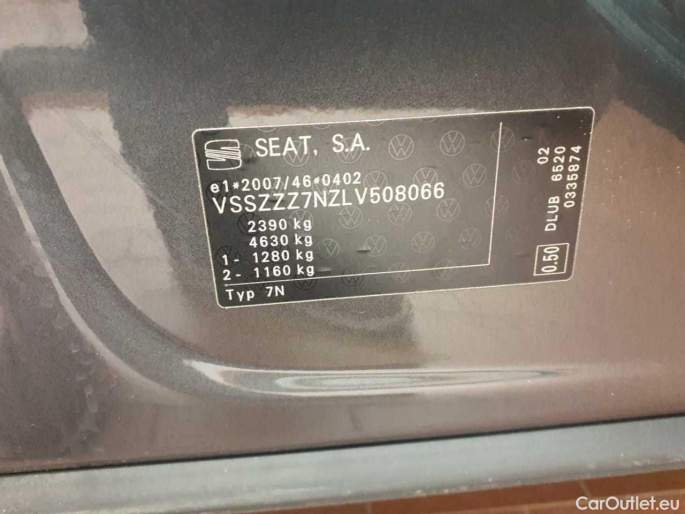 SEAT, S.A.
e1*2007/46*0402
VSSZZZ7NZLV508066
2390 kg
4630 kg
1- 1280 kg
2- 1160 kg
Typ 7N
02
DLUB 6520
0335874
0.50
CarOutlet.eu